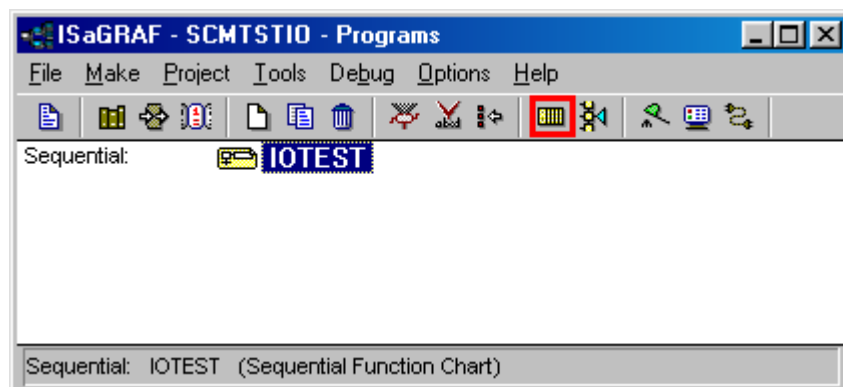 ISaGRAF - SCMTSTIO - Programs
File Make Project Tools Debug Options Help
Sequential: IOTEST
Sequential: IOTEST (Sequential Function Chart)